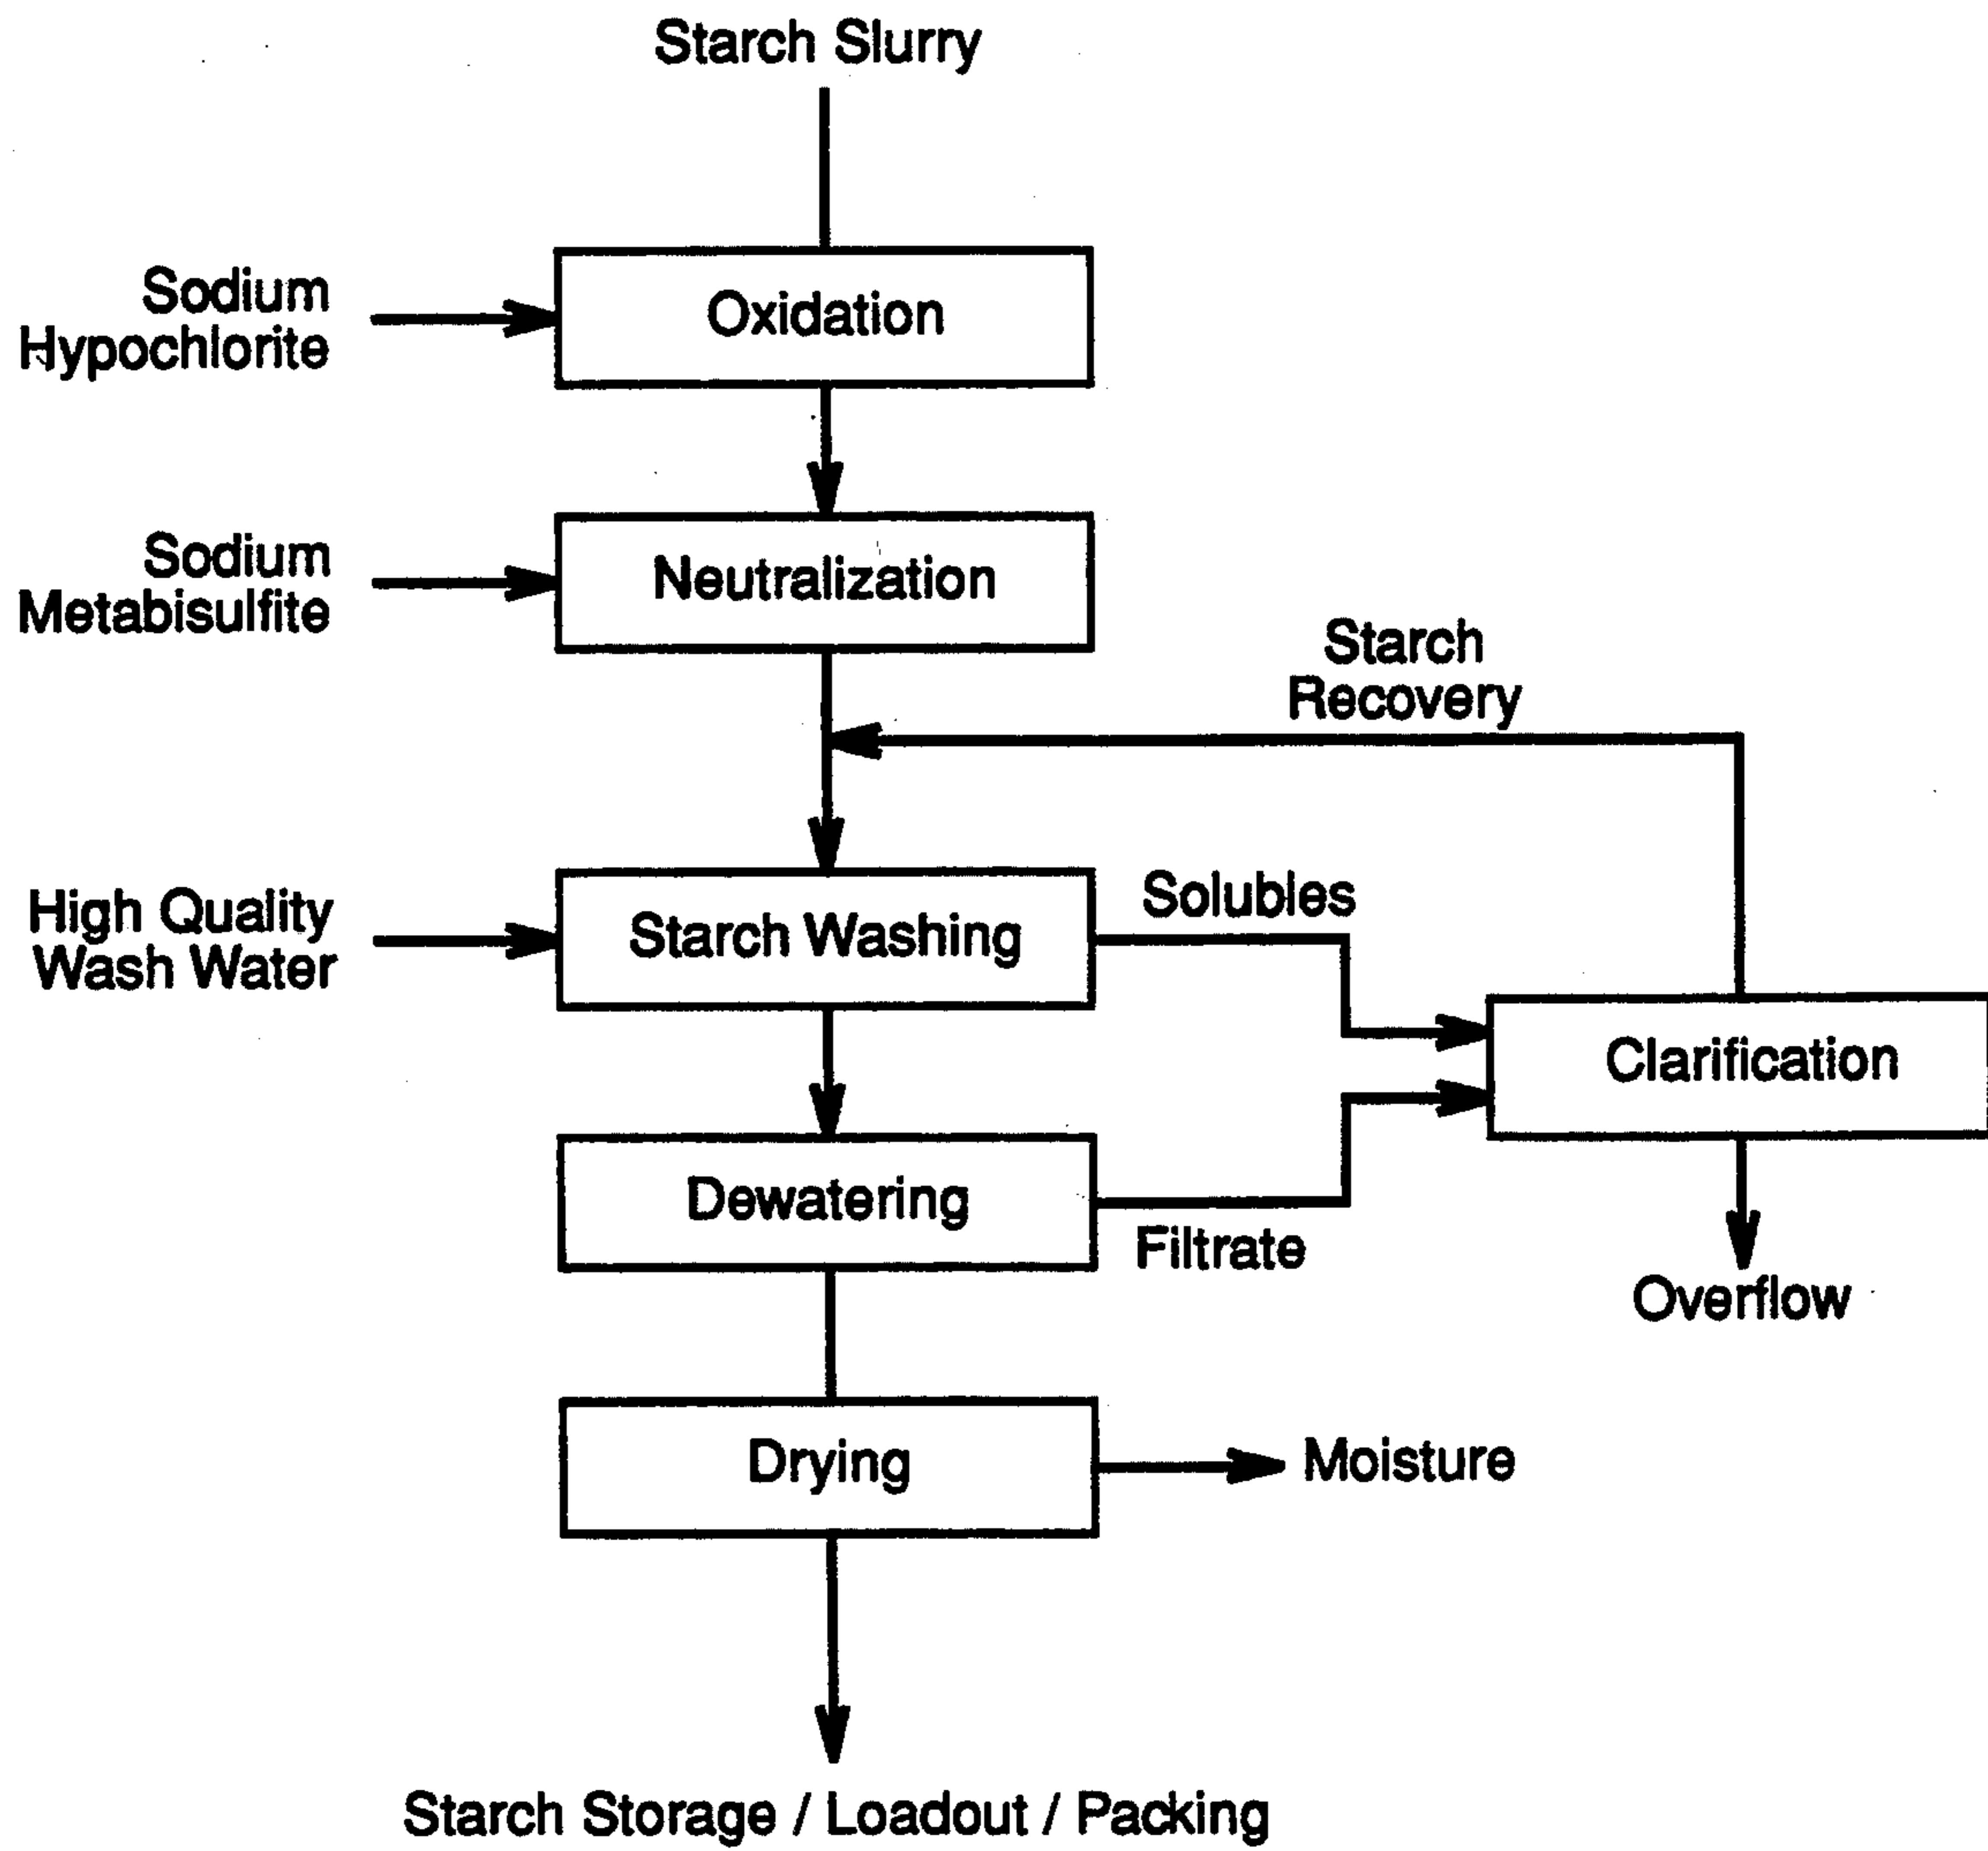 Starch Slurry
Sodium
Hypochlorite
Oxidation
Sodium
Metabisulfite
Neutralization
Starch
Recovery
High Quality
Wash Water
Starch Washing
Solubles
Clarification
Dewatering
Filtrate
Overflow
Drying
Moisture
Starch Storage / Loadout / Packing